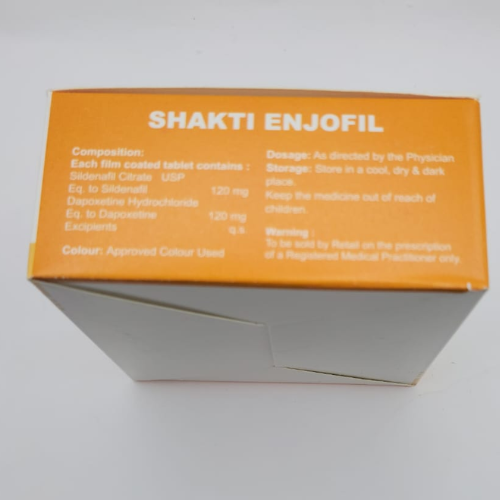 SHAKTI ENJOFIL
Composition:
Each film coated tablet contains :
Sildenafil Citrate USP
Eq. to Sildenafil 120 mg
Dapoxetine Hydrochloride
Eq. to Dapoxetine 120 mg
Excipients q.s.
Colour: Approved Colour Used
Dosage: As directed by the Physician
Storage: Store in a cool, dry & dark
place.
Keep the medicine out of reach of
children.
Warning :
To be sold by Retail on the prescription
of a Registered Medical Practitioner only.